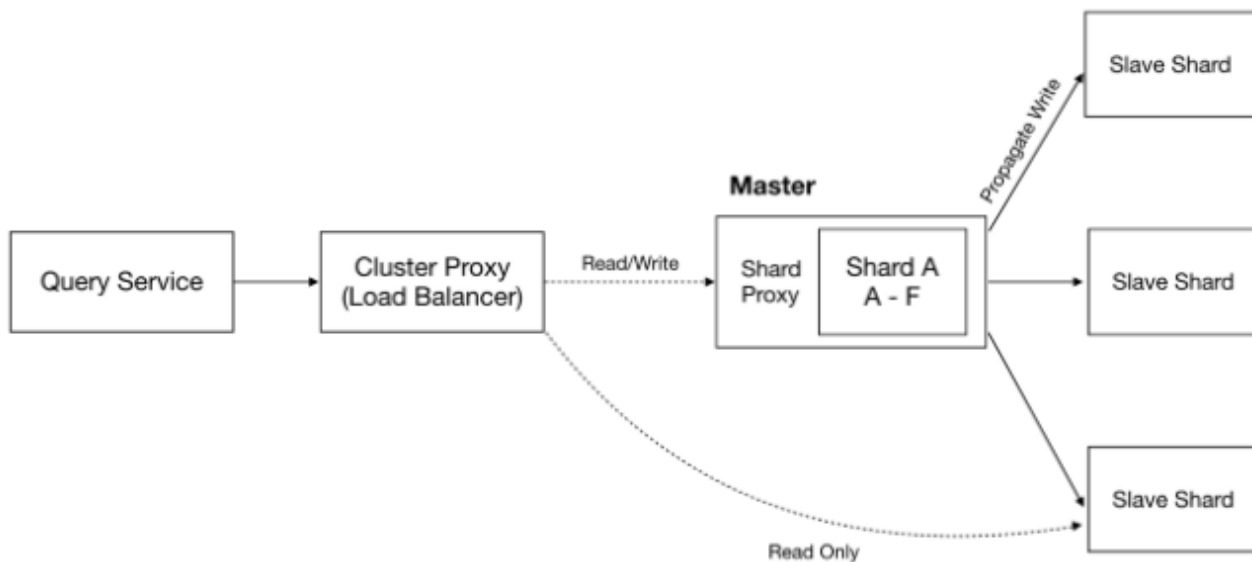 Slave Shard
Propagate Write
Master
Query Service
Cluster Proxy
(Load Balancer)
Read/Write
Shard
Proxy
Shard A
A - F
Slave Shard
Slave Shard
Read Only